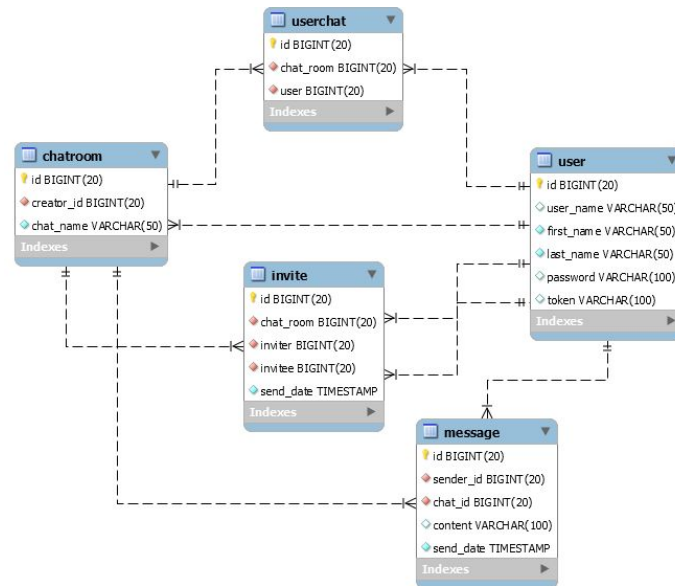 userchat
id BIGINT(20)
chat_room BIGINT(20)
user BIGINT(20)
Indexes
chatroom
id BIGINT(20)
creator_id BIGINT(20)
chat_name VARCHAR(50)
Indexes
user
id BIGINT(20)
user_name VARCHAR(50)
first_name VARCHAR(50)
last_name VARCHAR(50)
password VARCHAR(100)
token VARCHAR(100)
Indexes
invite
id BIGINT(20)
chat_room BIGINT(20)
inviter BIGINT(20)
invitee BIGINT(20)
send_date TIMESTAMP
Indexes
message
id BIGINT(20)
sender_id BIGINT(20)
chat_id BIGINT(20)
content VARCHAR(100)
send_date TIMESTAMP
Indexes